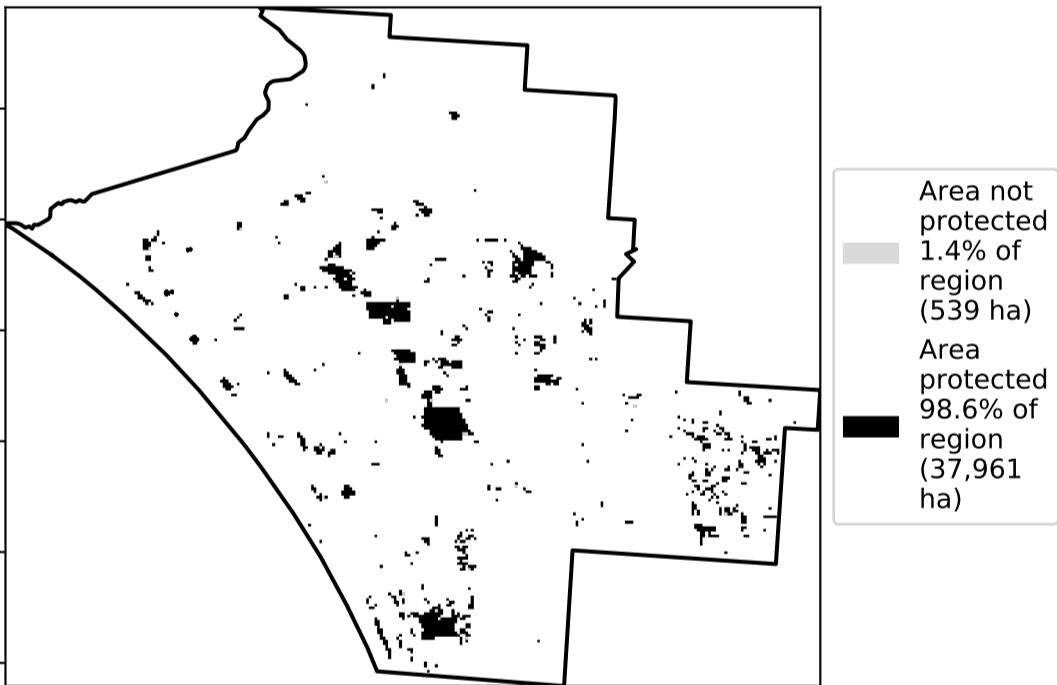 Area not
protected
1.4% of
region
(539 ha)
Area
protected
98.6% of
region
(37,961
ha)